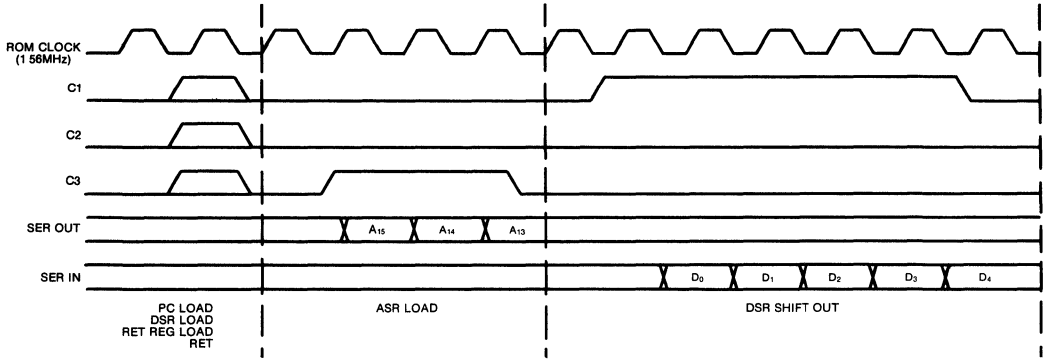 ROM CLOCK
(1 56MHz)
C1
C2
C3
SER OUT
A15 A14 A13
SER IN
D0 D1 D2 D3 D4
PC LOAD
DSR LOAD
RET REG LOAD
RET
ASR LOAD
DSR SHIFT OUT